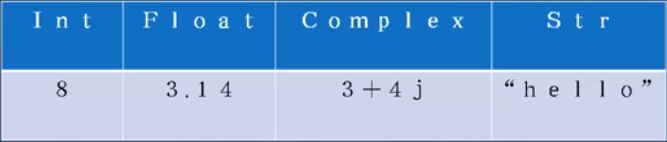 Int Float Complex Str
8 3.14 3+4j “hello”